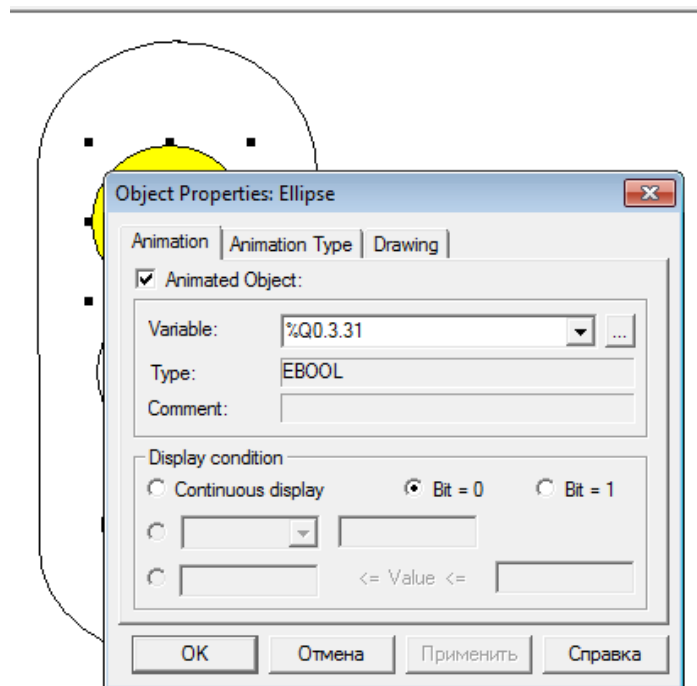 Object Properties: Ellipse
Animation Animation Type Drawing
Animated Object:
Variable: %Q0.3.31 ...
Type: EBOOL
Comment:
Display condition
Continuous display Bit = 0 Bit = 1
<= Value <=
OK Отмена Применить Справка